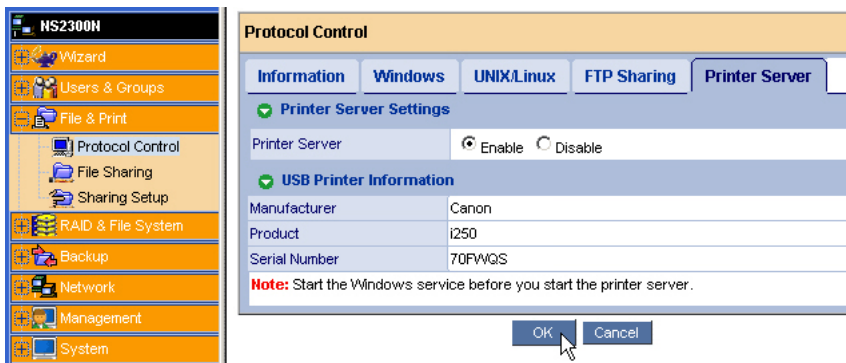 NS2300N
Wizard
Users & Groups
File & Print
Protocol Control
File Sharing
Sharing Setup
RAID & File System
Backup
Network
Management
System
Protocol Control
Information Windows UNIX/Linux FTP Sharing Printer Server
Printer Server Settings
Printer Server Enable Disable
USB Printer Information
Manufacturer Canon
Product i250
Serial Number 70FWQS
Note: Start the Windows service before you start the printer server.
OK Cancel